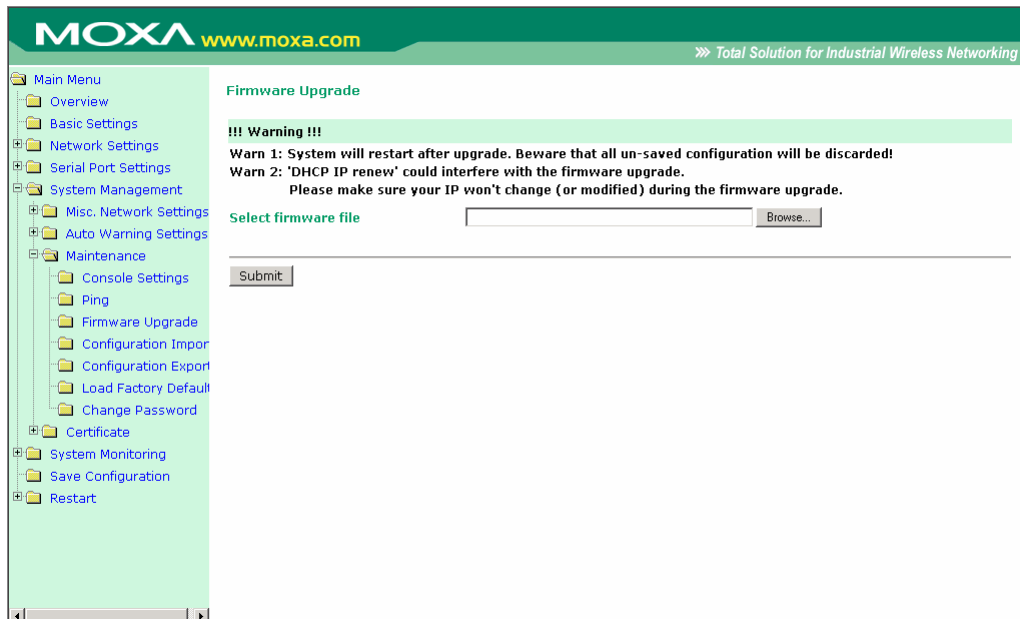 MOXA www.moxa.com
Total Solution for Industrial Wireless Networking
Main Menu
Overview
Basic Settings
Network Settings
Serial Port Settings
System Management
Misc. Network Settings
Auto Warning Settings
Maintenance
Console Settings
Ping
Firmware Upgrade
Configuration Impor
Configuration Export
Load Factory Default
Change Password
Certificate
System Monitoring
Save Configuration
Restart
Firmware Upgrade
!!! Warning !!!
Warn 1: System will restart after upgrade. Beware that all un-saved configuration will be discarded!
Warn 2: 'DHCP IP renew' could interfere with the firmware upgrade.
Please make sure your IP won't change (or modified) during the firmware upgrade.
Select firmware file
Browse...
Submit